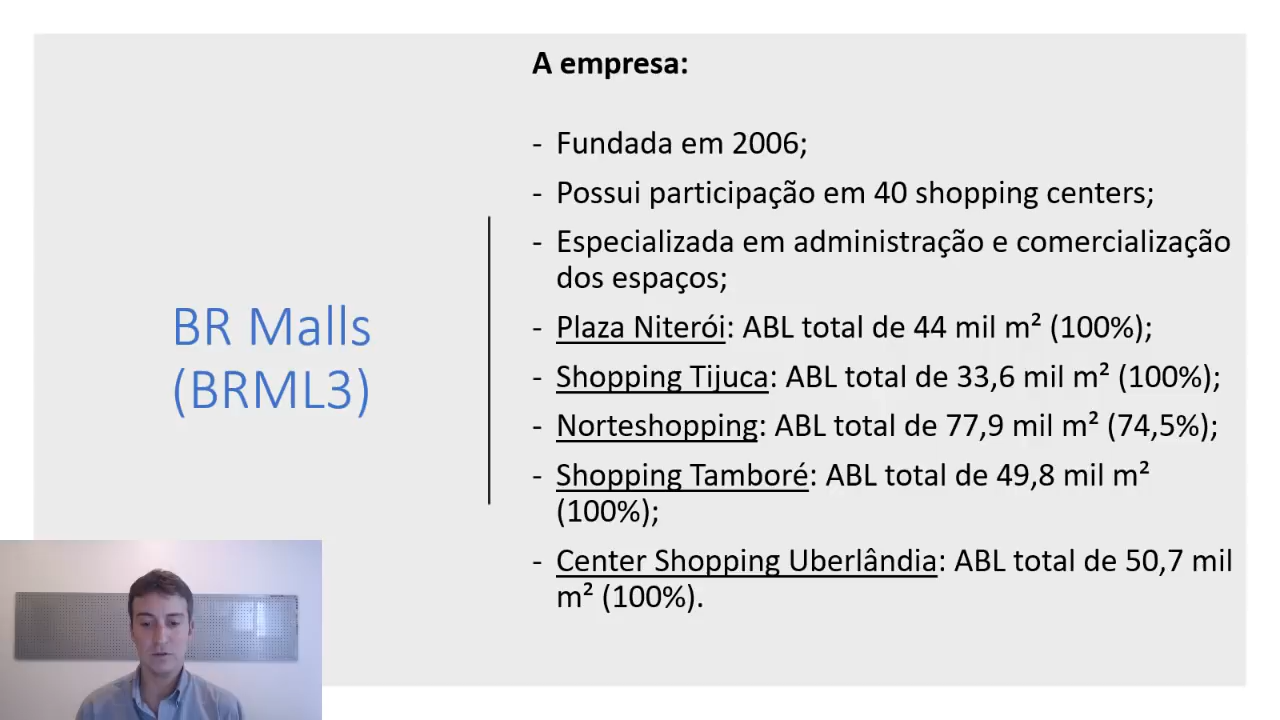 BR Malls
(BRML3)
A empresa:
- Fundada em 2006;
- Possui participação em 40 shopping centers;
- Especializada em administração e comercialização
dos espaços;
- Plaza Niterói: ABL total de 44 mil m² (100%);
- Shopping Tijuca: ABL total de 33,6 mil m² (100%);
- Norteshopping: ABL total de 77,9 mil m² (74,5%);
- Shopping Tamboré: ABL total de 49,8 mil m²
(100%);
- Center Shopping Uberlândia: ABL total de 50,7 mil
m² (100%).